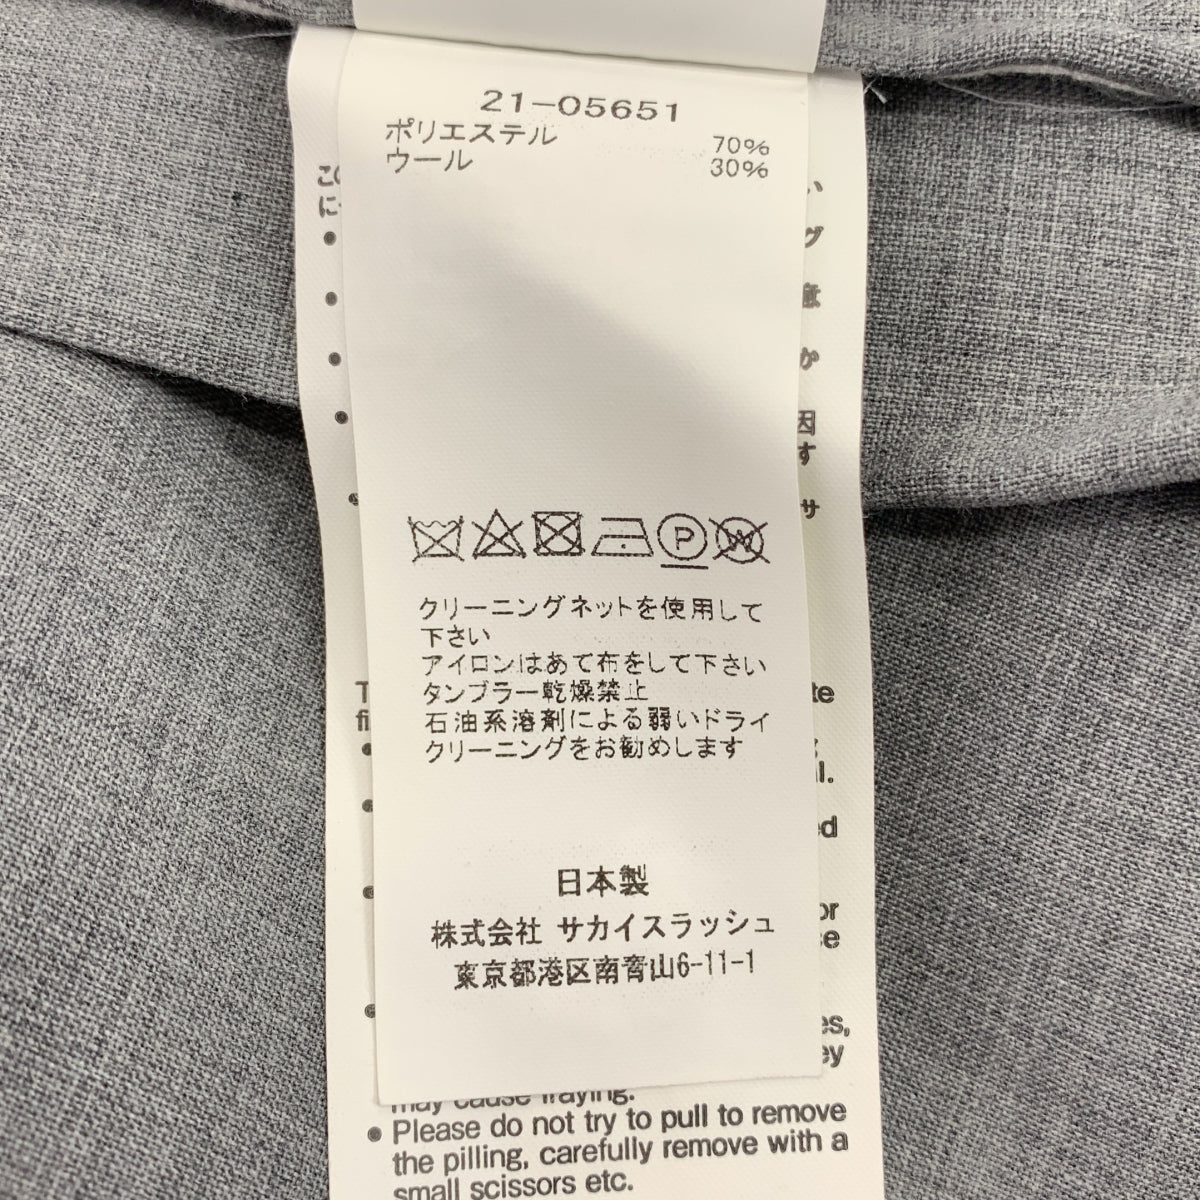 21-05651
ポリエステル 70%
ウール 30%
P
W
クリーニングネットを使用して
下さい
アイロンはあて布をして下さい
タンブラー乾燥禁止
石油系溶剤による弱いドライ
クリーニングをお勧めします
日本製
株式会社 サカイスラッシュ
東京都港区南青山6-11-1
may cause fraying.
• Please do not try to pull to remove
the pilling, carefully remove with a
small scissors etc.